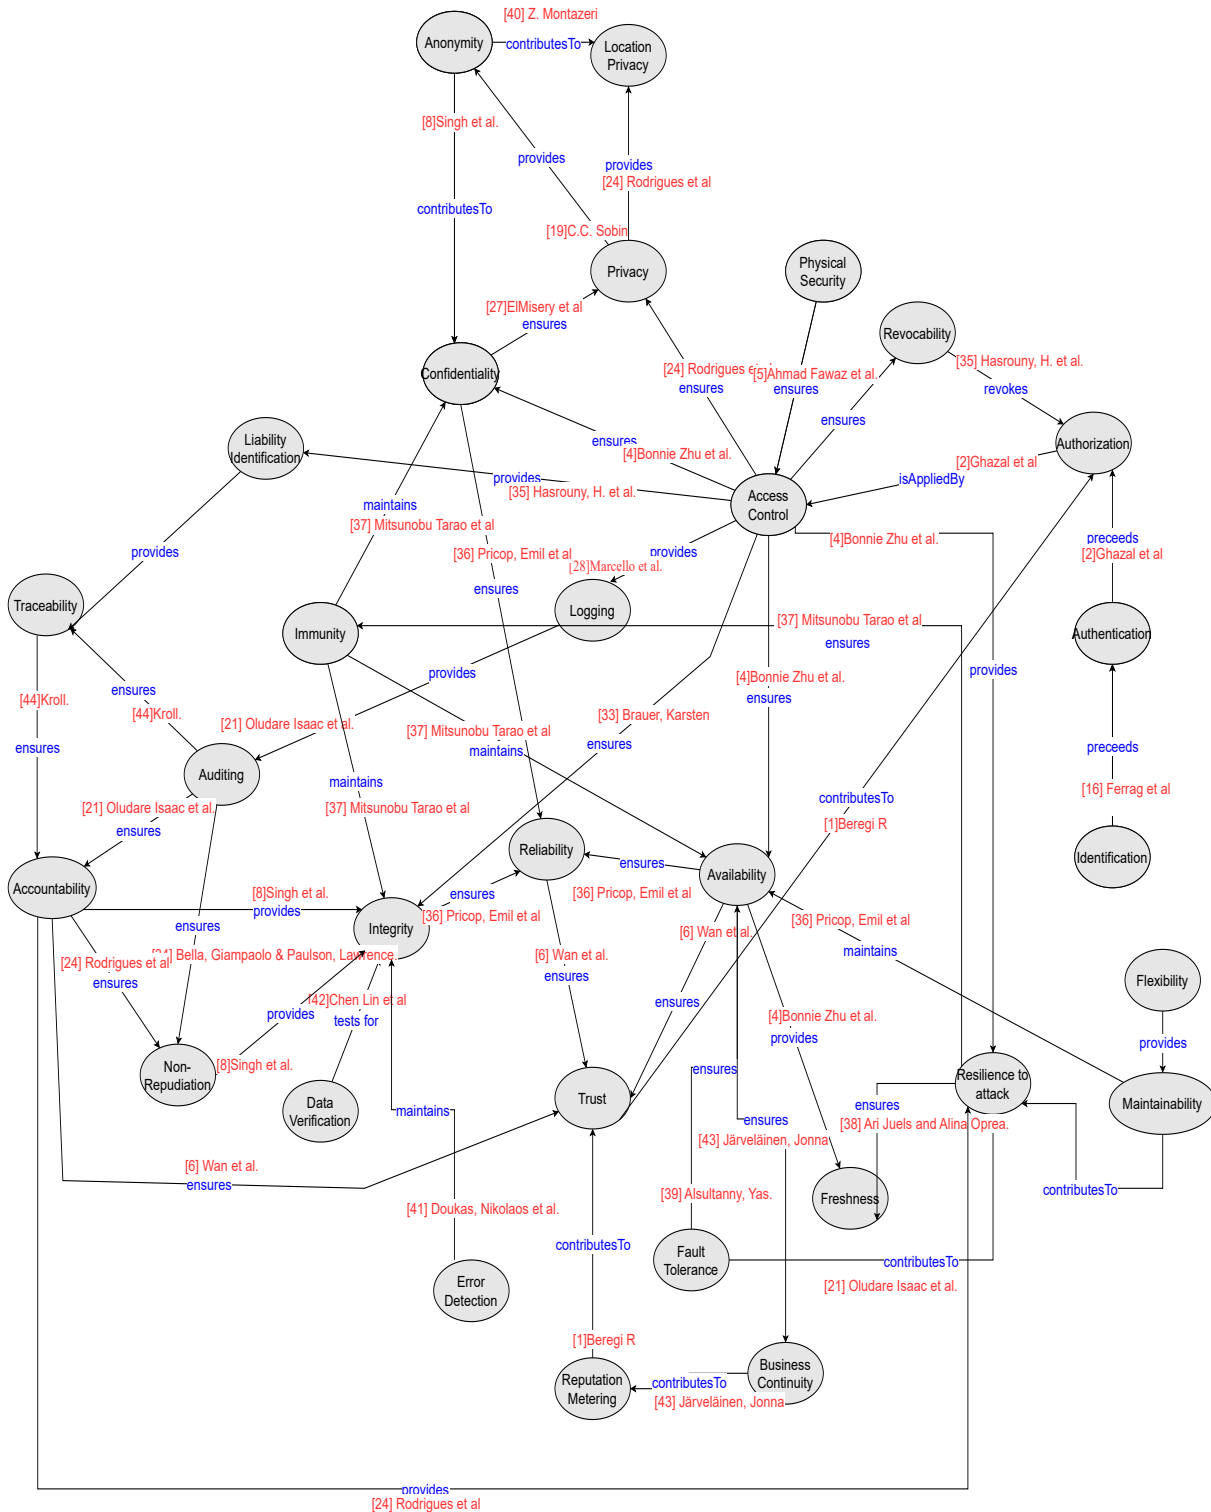 [40] Z. Montazeri
Anonymity
contributesTo
Location
Privacy
[8]Singh et al.
provides
provides
[24] Rodrigues et al
contributesTo
[19]C.C. Sobin
Privacy
Physical
Security
[27]ElMisery et al
ensures
Revocability
[35] Hasrouny, H. et al.
revokes
Confidentiality
[24] Rodrigues et
[5]Ahmad Fawaz et al.
ensures
ensures
ensures
Liability
Identification
ensures
[4]Bonnie Zhu et al.
Authorization
[2]Ghazal et al
isAppliedBy
provides
[35] Hasrouny, H. et al.
Access
Control
maintains
[37] Mitsunobu Tarao et al
[36] Pricop, Emil et al
provides
[4]Bonnie Zhu et al.
preceeds
[2]Ghazal et al
provides
[28]Marcello et al.
ensures
Traceability
Logging
Immunity
[37] Mitsunobu Tarao et al
ensures
Authentication
provides
[4]Bonnie Zhu et al.
ensures
provides
ensures
[44]Kroll.
[44]Kroll.
[21] Oludare Isaac et al.
[33] Brauer, Karsten
ensures
[37] Mitsunobu Tarao et al
maintains
ensures
preceeds
Auditing
maintains
[37] Mitsunobu Tarao et al
[16] Ferrag et al
contributesTo
[1]Beregi R
[21] Oludare Isaac et al.
ensures
Reliability
ensures
Availability
Identification
Accountability
[8]Singh et al.
provides
ensures
[36] Pricop, Emil et al
[36] Pricop, Emil et al
Integrity
[36] Pricop, Emil et al
maintains
ensures
[6] Wan et al.
ensures
[6] Wan et al.
ensures
Bella, Giampaolo & Paulson, Lawrence.
[24] Rodrigues et al
ensures
Flexibility
[42]Chen Lin et al
tests for
provides
[4]Bonnie Zhu et al.
provides
provides
Non-
Repudiation
[8]Singh et al.
ensures
Resilience to
attack
Data
Verification
maintains
Trust
ensures
[38] Ari Juels and Alina Oprea.
Maintainability
ensures
[43] Järveläinen, Jonna
[6] Wan et al.
ensures
[39] Alsultanny, Yas.
Freshness
contributesTo
[41] Doukas, Nikolaos et al.
contributesTo
Fault
Tolerance
contributesTo
[21] Oludare Isaac et al.
Error
Detection
[1]Beregi R
Reputation
Metering
contributesTo
[43] Järveläinen, Jonna
Business
Continuity
provides
[24] Rodrigues et al